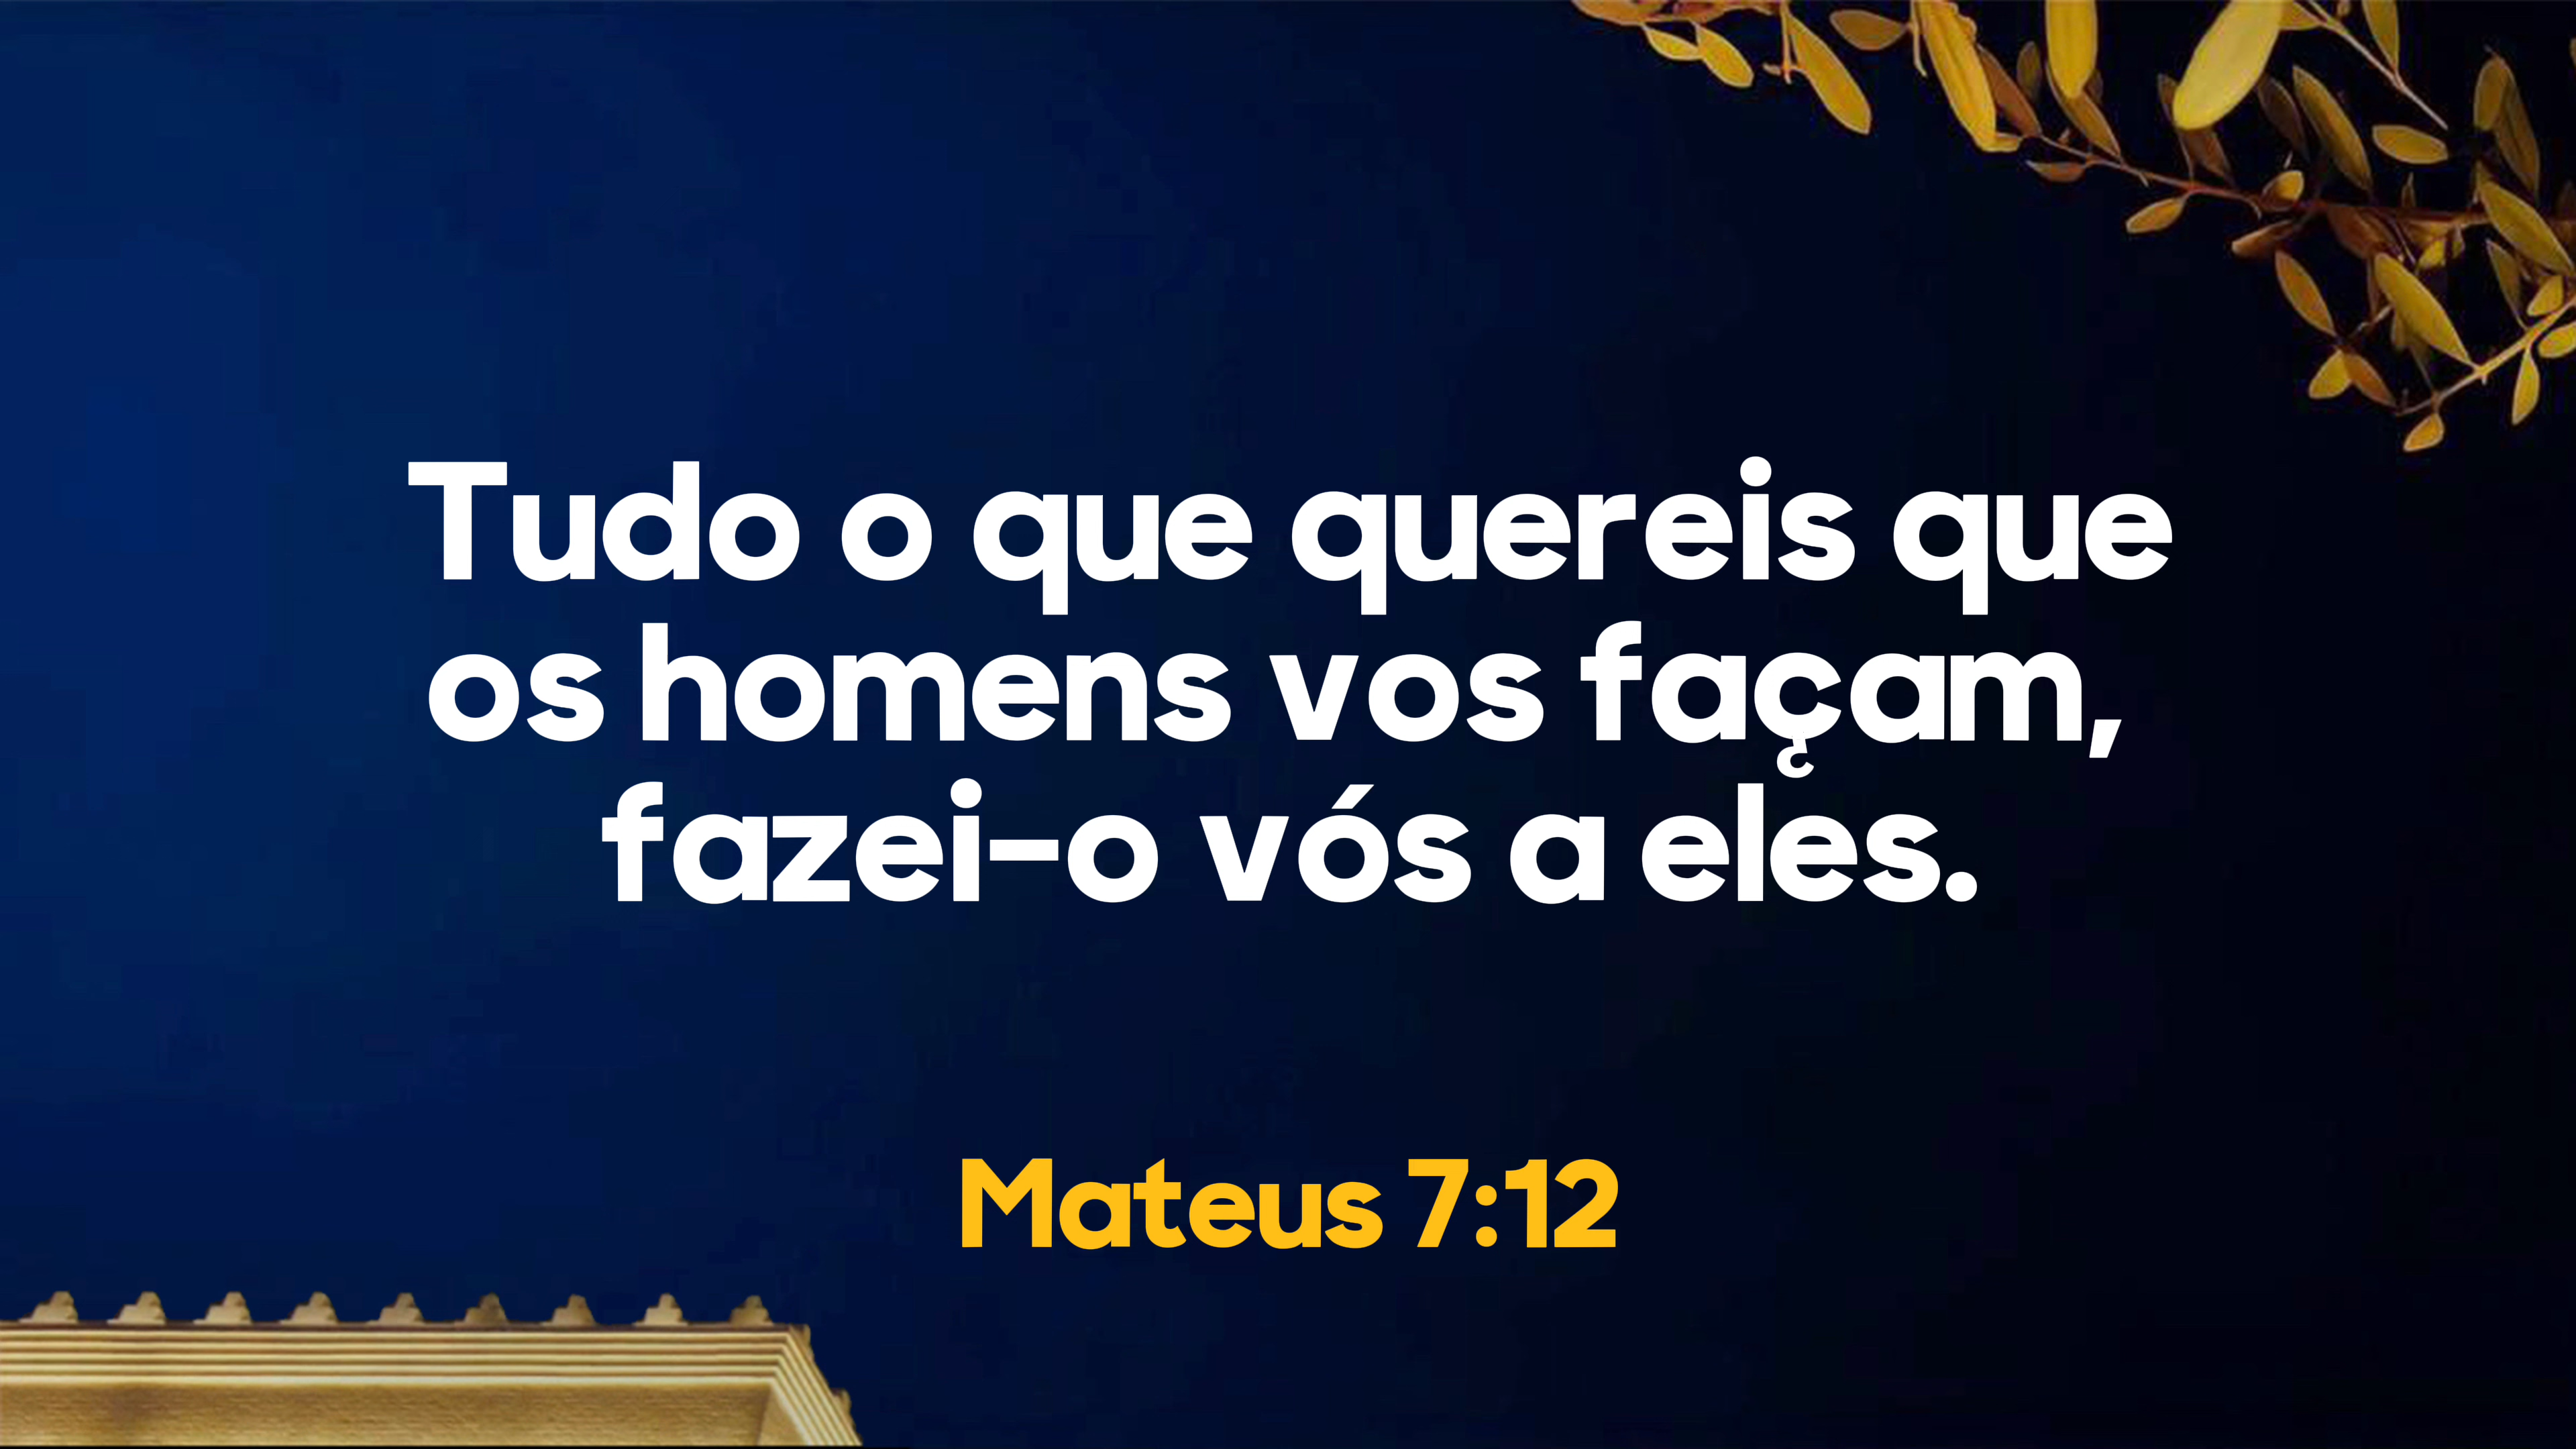 Tudo o que quereis que
os homens vos façam,
fazei-o vós a eles.
Mateus 7:12